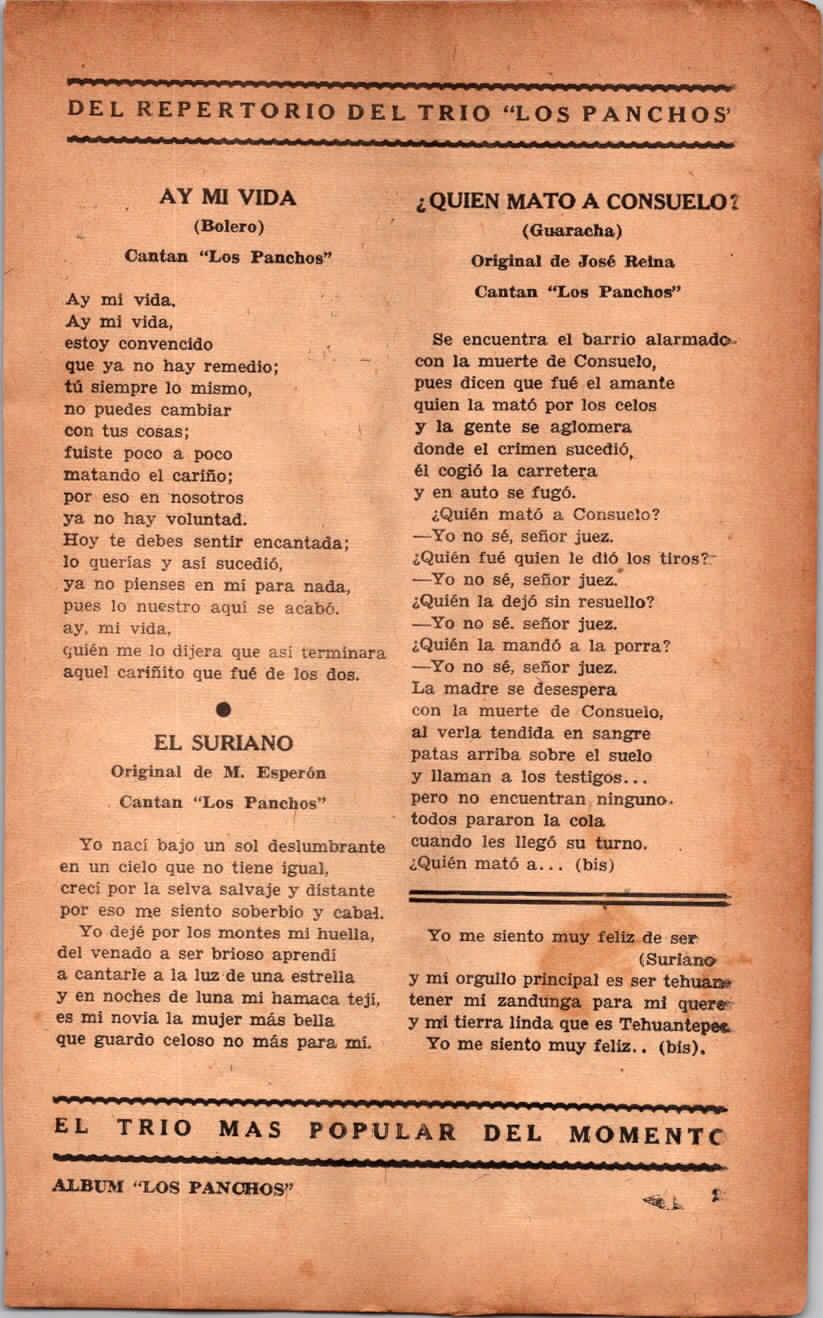 DEL REPERTORIO DEL TRIO "LOS PANCHOS"
AY MI VIDA
(Bolero)
Cantan "Los Panchos"
Ay mi vida,
Ay mi vida,
estoy convencido
que ya no hay remedio;
tú siempre lo mismo,
no puedes cambiar
con tus cosas;
fuiste poco a poco
matando el cariño;
por eso en nosotros
ya no hay voluntad.
Hoy te debes sentir encantada;
lo querías y así sucedió,
ya no pienses en mí para nada,
pues lo nuestro aquí se acabó.
ay, mi vida,
quién me lo dijera que así terminara
aquel cariñito que fué de los dos.
EL SURIANO
Original de M. Esperón
Cantan "Los Panchos"
Yo nací bajo un sol deslumbrante
en un cielo que no tiene igual,
crecí por la selva salvaje y distante
por eso me siento soberbio y cabal.
Yo dejé por los montes mi huella,
del venado a ser brioso aprendí
a cantarle a la luz de una estrella
y en noches de luna mi hamaca tejí,
es mi novia la mujer más bella
que guardo celoso no más para mí.
¿QUIEN MATO A CONSUELO?
(Guaracha)
Original de José Reina
Cantan "Los Panchos"
Se encuentra el barrio alarmado
con la muerte de Consuelo,
pues dicen que fué el amante
quien la mató por los celos
y la gente se aglomera
donde el crimen sucedió,
él cogió la carretera
y en auto se fugó.
¿Quién mató a Consuelo?
—Yo no sé, señor juez.
¿Quién fué quien le dió los tiros?
—Yo no sé, señor juez.
¿Quién la dejó sin resuello?
—Yo no sé. señor juez.
¿Quién la mandó a la porra?
—Yo no sé, señor juez.
La madre se desespera
con la muerte de Consuelo,
al verla tendida en sangre
patas arriba sobre el suelo
y llaman a los testigos...
pero no encuentran ninguno.
todos pararon la cola
cuando les llegó su turno.
¿Quién mató a... (bis)
Yo me siento muy feliz de ser
(Suriano
y mi orgullo principal es ser tehuano
tener mi zandunga para mi querer
y mi tierra linda que es Tehuantepec
Yo me siento muy feliz.. (bis).
EL TRIO MAS POPULAR DEL MOMENTO
ALBUM "LOS PANCHOS"